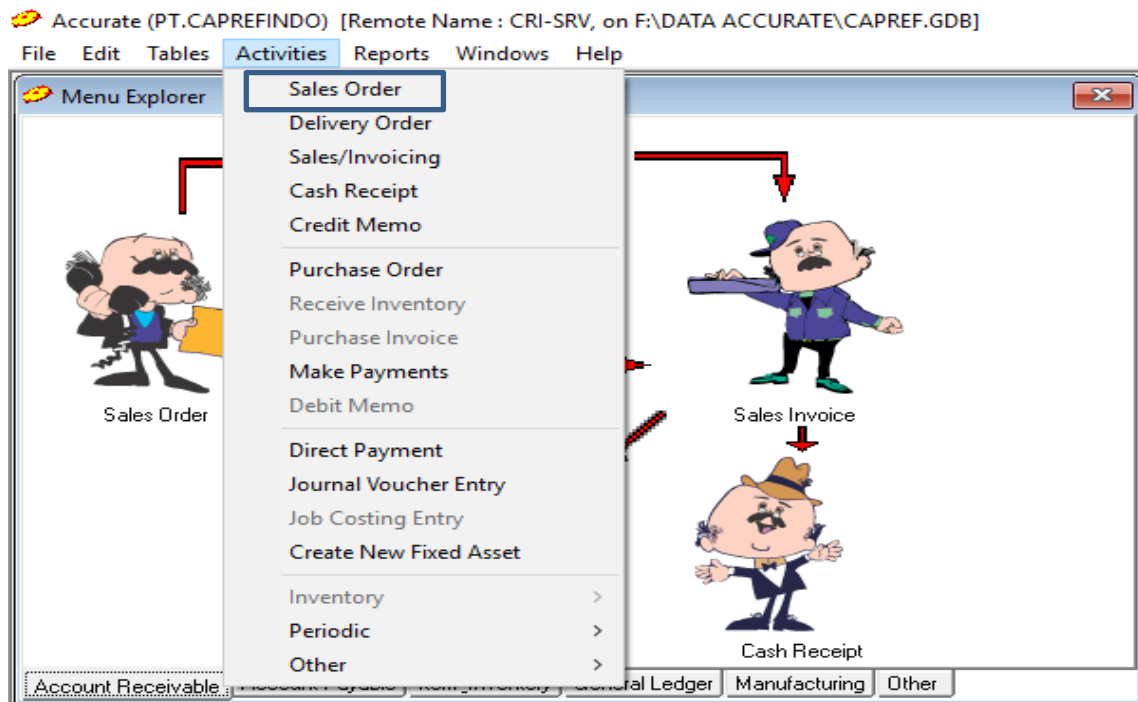 Accurate (PT.CAPREFINDO) [Remote Name : CRI-SRV, on F:\DATA ACCURATE\CAPREF.GDB]
File Edit Tables Activities Reports Windows Help
Menu Explorer
Sales Order
Delivery Order
Sales/Invoicing
Cash Receipt
Credit Memo
Purchase Order
Receive Inventory
Purchase Invoice
Make Payments
Debit Memo
Direct Payment
Journal Voucher Entry
Job Costing Entry
Create New Fixed Asset
Inventory
Periodic
Other
Sales Order
Sales Invoice
Cash Receipt
Account Receivable Ledger Manufacturing Other